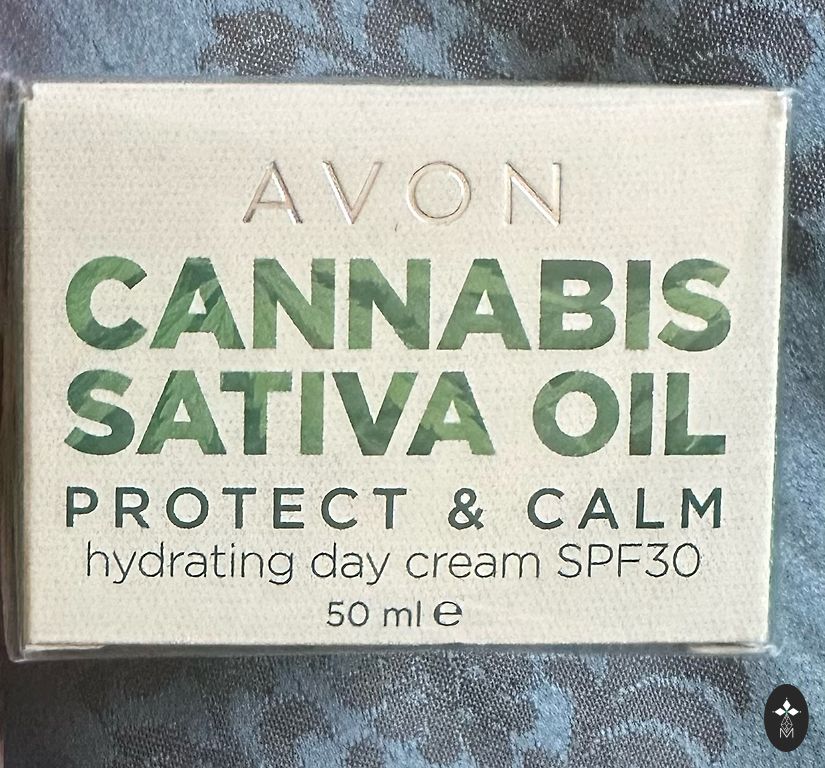 AVON
CANNABIS
SATIVA OIL
PROTECT & CALM
hydrating day cream SPF30
50 ml ℮
M